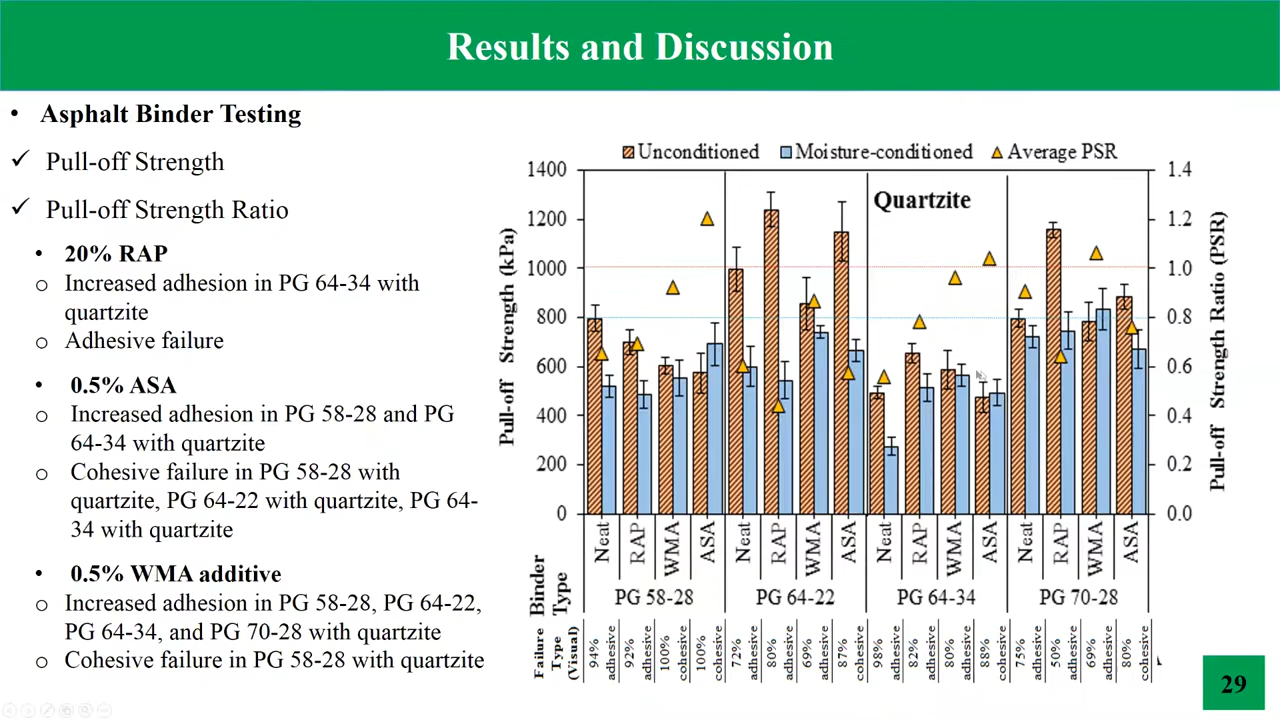 Results and Discussion
• Asphalt Binder Testing
✓ Pull-off Strength
✓ Pull-off Strength Ratio
• 20% RAP
o Increased adhesion in PG 64-34 with
quartzite
o Adhesive failure
• 0.5% ASA
o Increased adhesion in PG 58-28 and PG
64-34 with quartzite
o Cohesive failure in PG 58-28 with
quartzite, PG 64-22 with quartzite, PG 64-
34 with quartzite
• 0.5% WMA additive
o Increased adhesion in PG 58-28, PG 64-22,
PG 64-34, and PG 70-28 with quartzite
o Cohesive failure in PG 58-28 with quartzite
Unconditioned Moisture-conditioned Average PSR
Quartzite
Pull-off Strength (kPa)
1400
1200
1000
800
600
400
200
0
1.4
1.2
1.0
0.8
0.6
0.4
0.2
0.0
Pull-off Strength Ratio (PSR)
Binder
Type
Neat RAP WMA ASA Neat RAP WMA ASA Neat RAP WMA ASA Neat RAP WMA ASA
PG 58-28 PG 64-22 PG 64-34 PG 70-28
Failure
Type
(Visual)
94% adhesive
92% adhesive
100% cohesive
100% cohesive
72% adhesive
80% adhesive
69% adhesive
87% cohesive
98% adhesive
82% adhesive
80% adhesive
88% cohesive
75% adhesive
50% adhesive
69% adhesive
80% cohesive
29